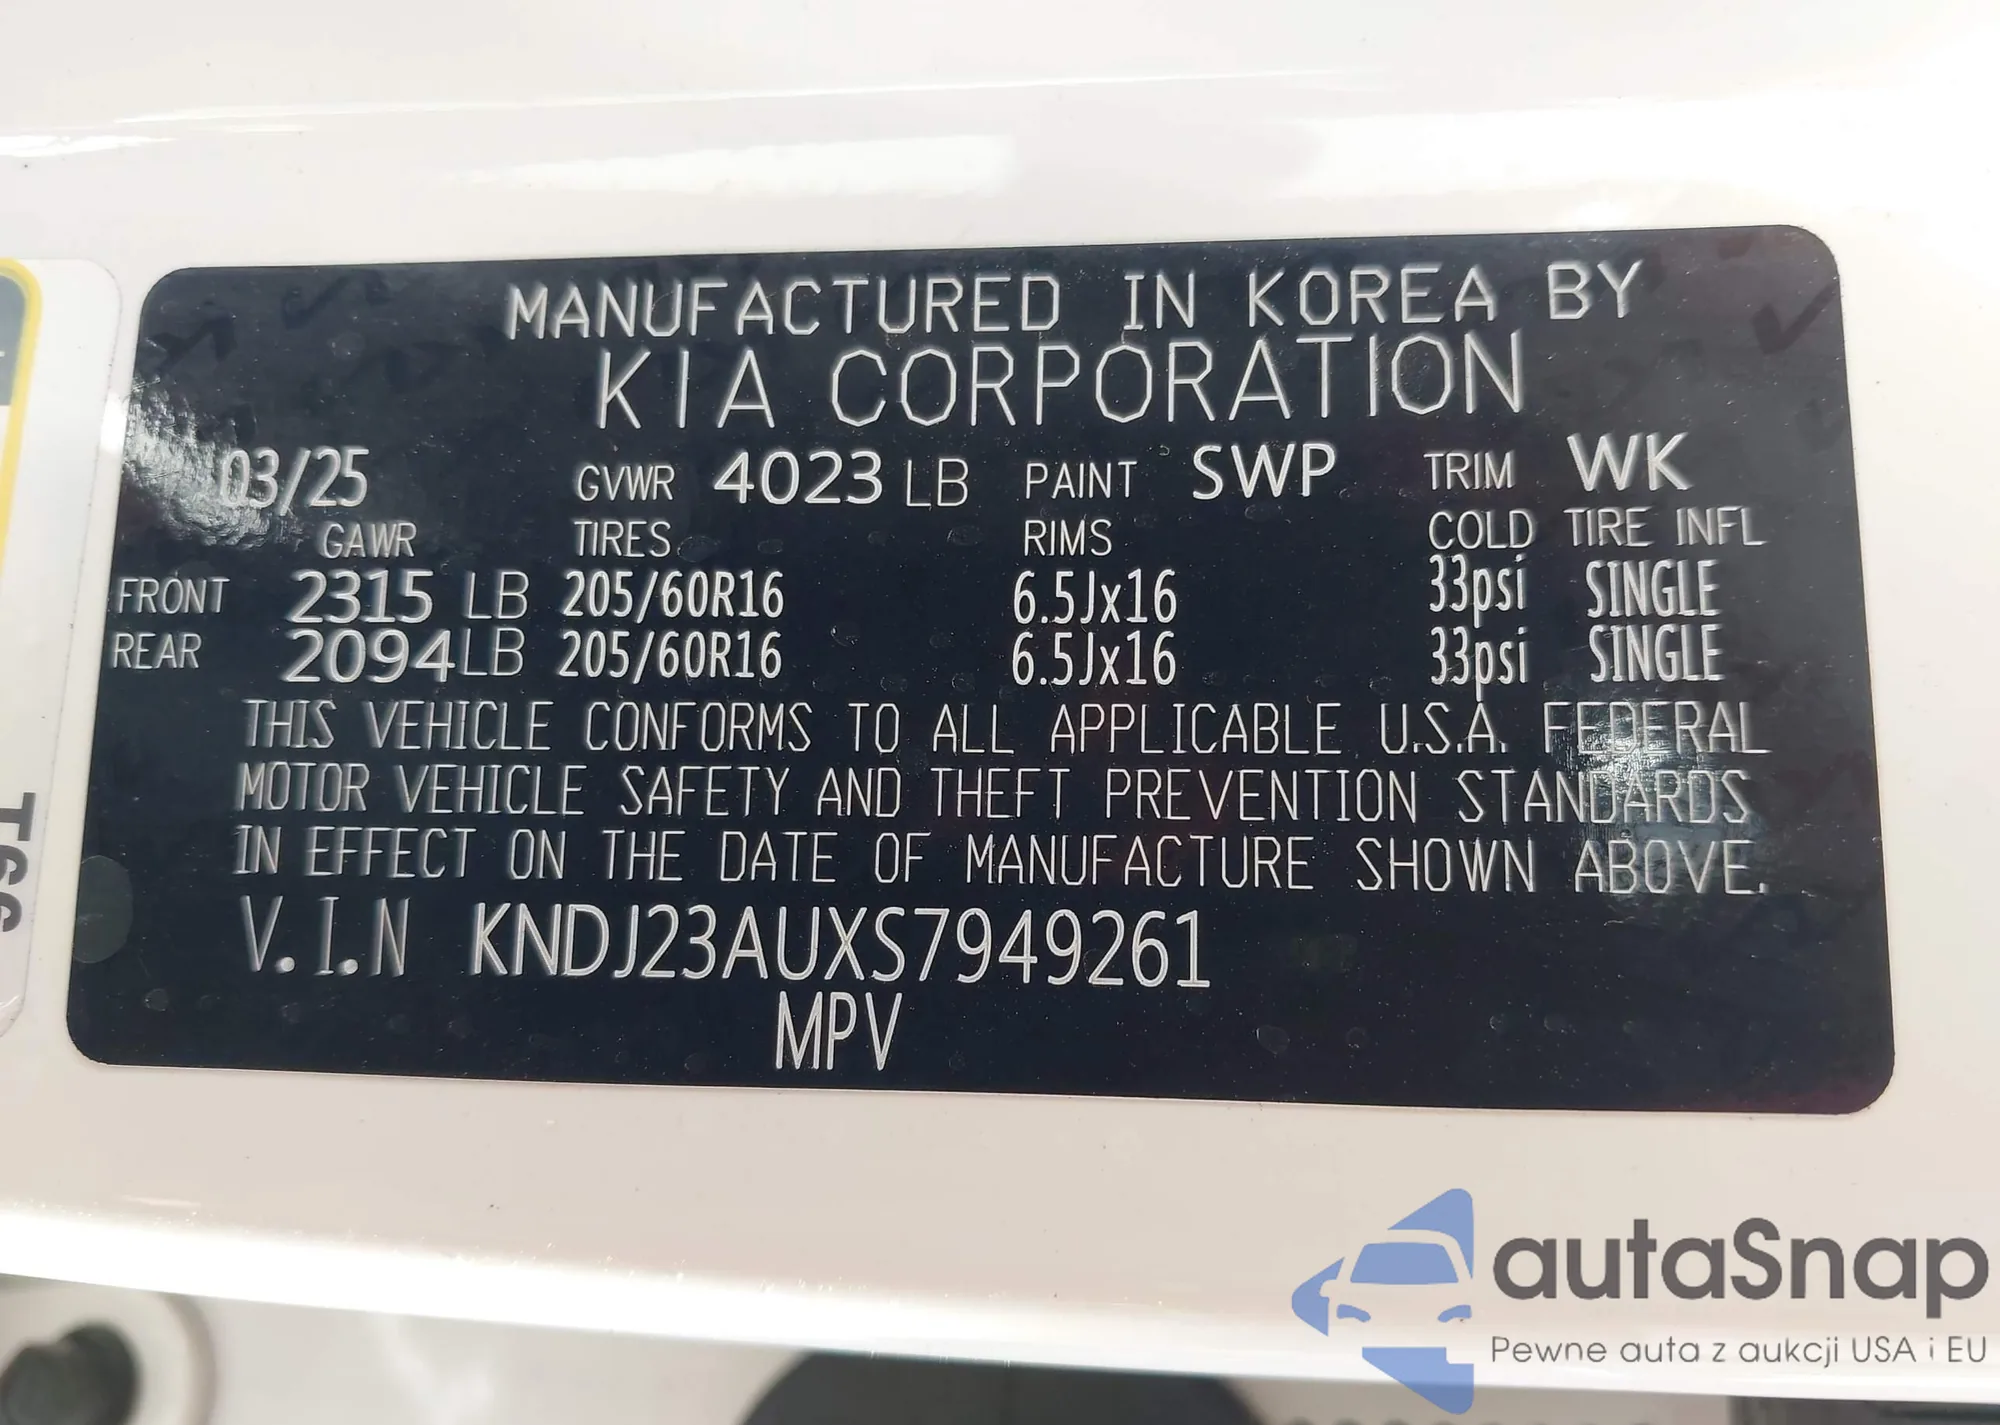 MANUFACTURED IN KOREA BY
KIA CORPORATION
03/25 GVWR 4023 LB PAINT SWP TRIM WK
GAWR TIRES RIMS COLD TIRE INFL
FRONT 2315 LB 205/60R16 6.5Jx16 33psi SINGLE
REAR 2094 LB 205/60R16 6.5Jx16 33psi SINGLE
THIS VEHICLE CONFORMS TO ALL APPLICABLE U.S.A. FEDERAL
MOTOR VEHICLE SAFETY AND THEFT PREVENTION STANDARDS
IN EFFECT ON THE DATE OF MANUFACTURE SHOWN ABOVE.
V.I.N KNDJ23AUXS7949261
MPV
autaSnap
Pewne auta z aukcji USA i EU